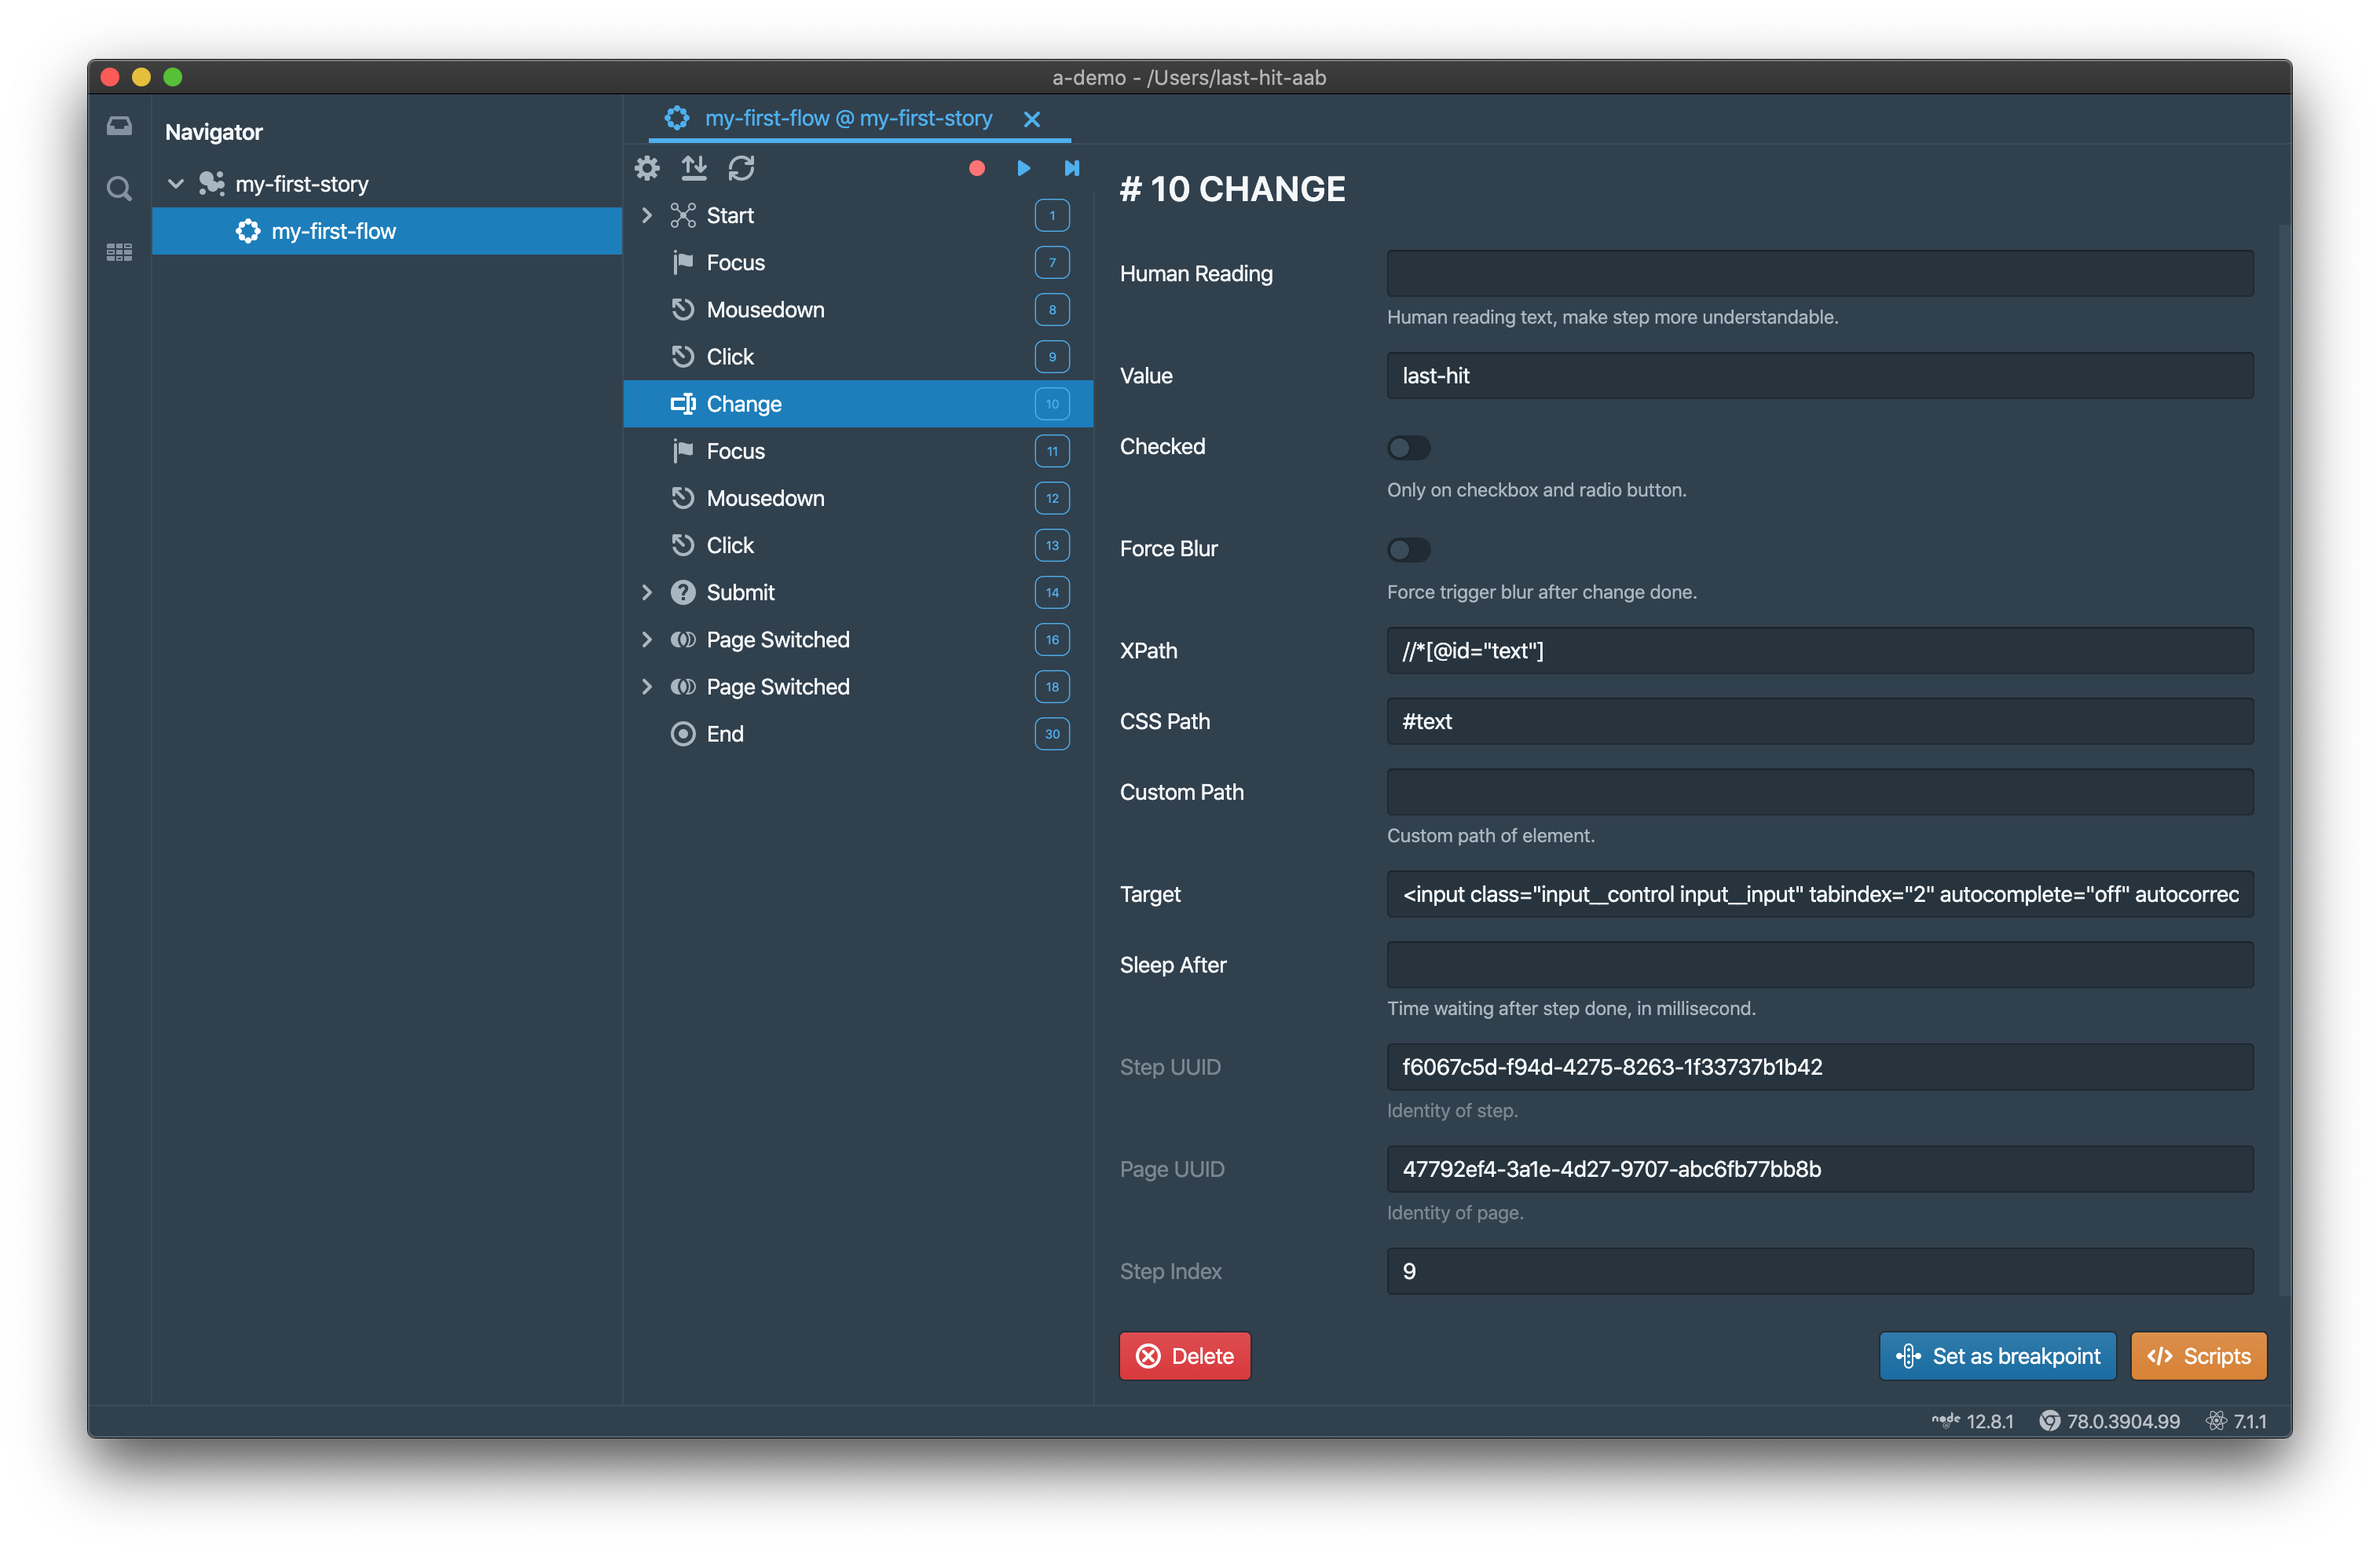 a-demo - /Users/last-hit-aab
Navigator
my-first-story
my-first-flow
my-first-flow @ my-first-story
Start 1
Focus 7
Mousedown 8
Click 9
Change 10
Focus 11
Mousedown 12
Click 13
Submit 14
Page Switched 16
Page Switched 18
End 30
# 10 CHANGE
Human Reading
Human reading text, make step more understandable.
Value last-hit
Checked
Only on checkbox and radio button.
Force Blur
Force trigger blur after change done.
XPath //*[@id="text"]
CSS Path #text
Custom Path
Custom path of element.
Target <input class="input__control input__input" tabindex="2" autocomplete="off" autocorrec
Sleep After
Time waiting after step done, in millisecond.
Step UUID f6067c5d-f94d-4275-8263-1f33737b1b42
Identity of step.
Page UUID 47792ef4-3a1e-4d27-9707-abc6fb77bb8b
Identity of page.
Step Index 9
Delete
Set as breakpoint
Scripts
node 12.8.1 78.0.3904.99 7.1.1